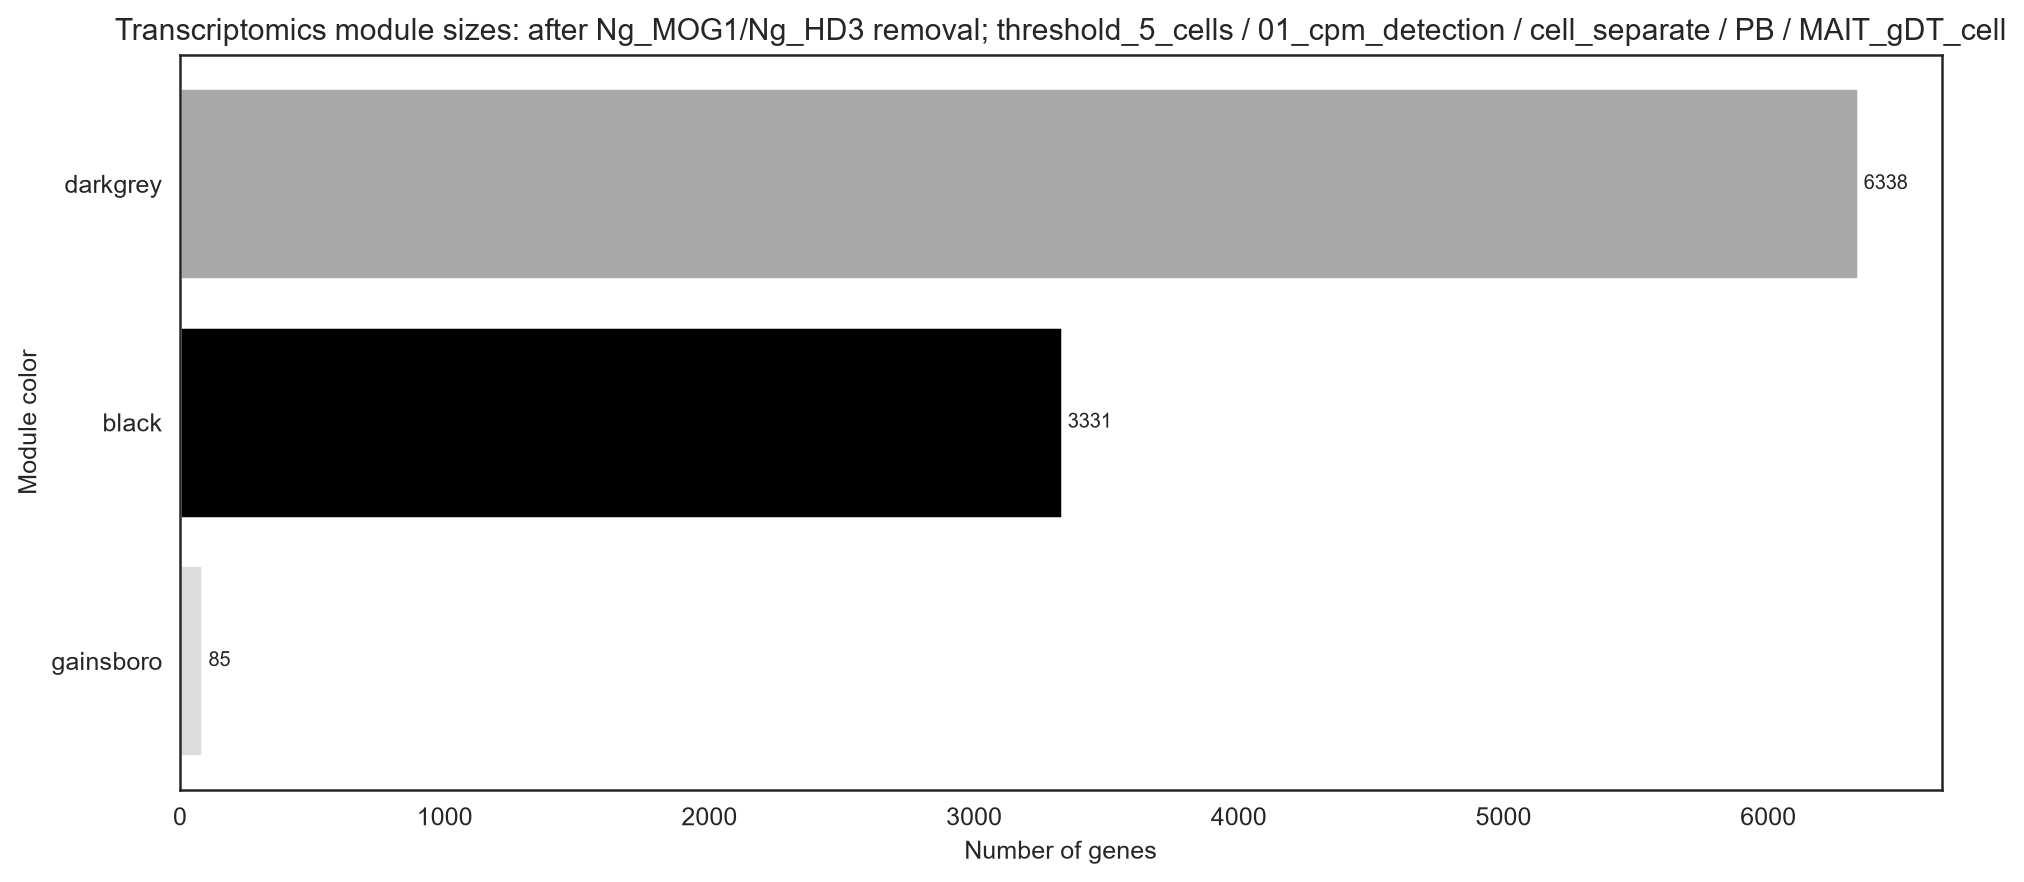 Transcriptomics module sizes: after Ng_MOG1/Ng_HD3 removal; threshold_5_cells / 01_cpm_detection / cell_separate / PB / MAIT_gDT_cell
darkgrey
6338
black
3331
gainsboro
85
Module color
0 1000 2000 3000 4000 5000 6000
Number of genes